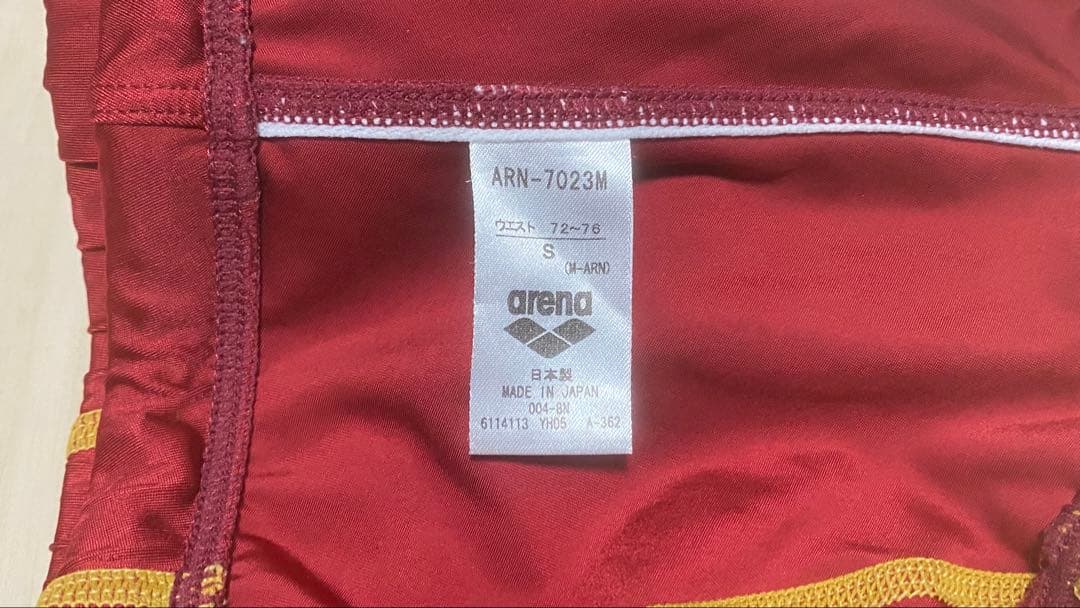 ARN-7023M
ウエスト 72〜76
S
(M-ARN)
arena
日本製
MADE IN JAPAN
004-8N
6114113 YH05 A-362